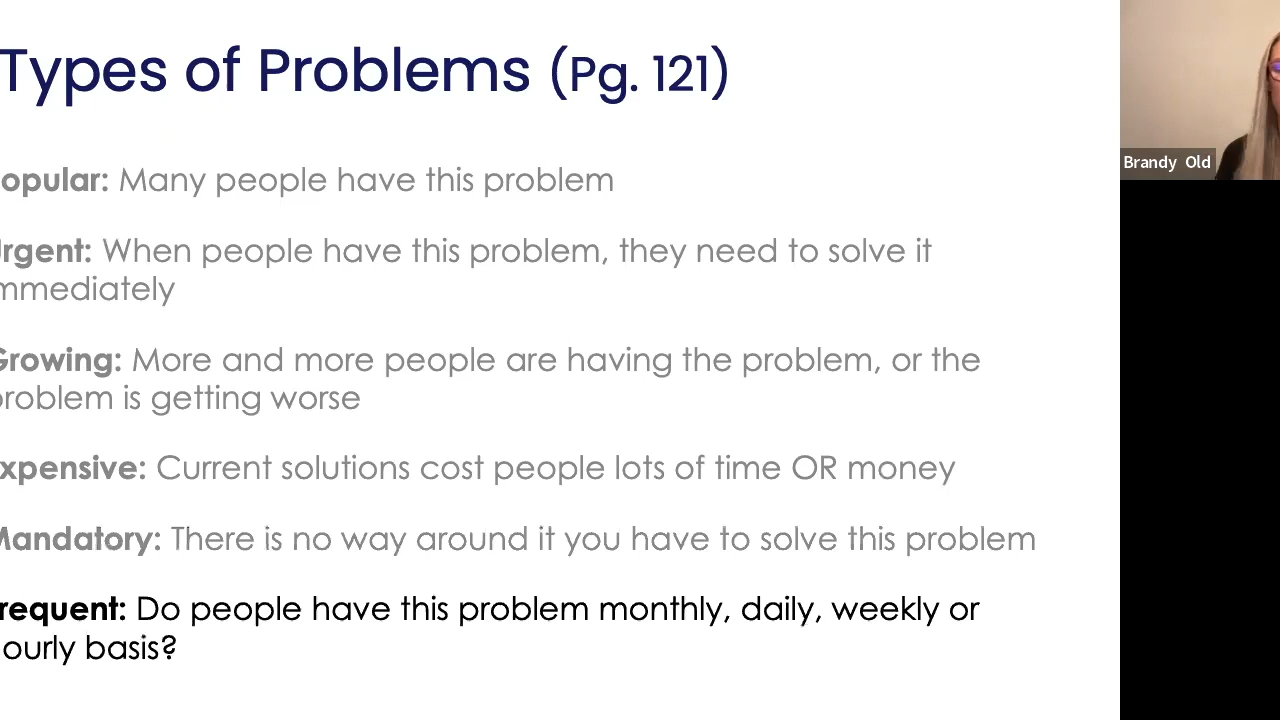 Types of Problems (Pg. 121)
Brandy Old
opular: Many people have this problem
rgent: When people have this problem, they need to solve it
mmediately
Growing: More and more people are having the problem, or the
problem is getting worse
xpensive: Current solutions cost people lots of time OR money
Mandatory: There is no way around it you have to solve this problem
requent: Do people have this problem monthly, daily, weekly or
ourly basis?